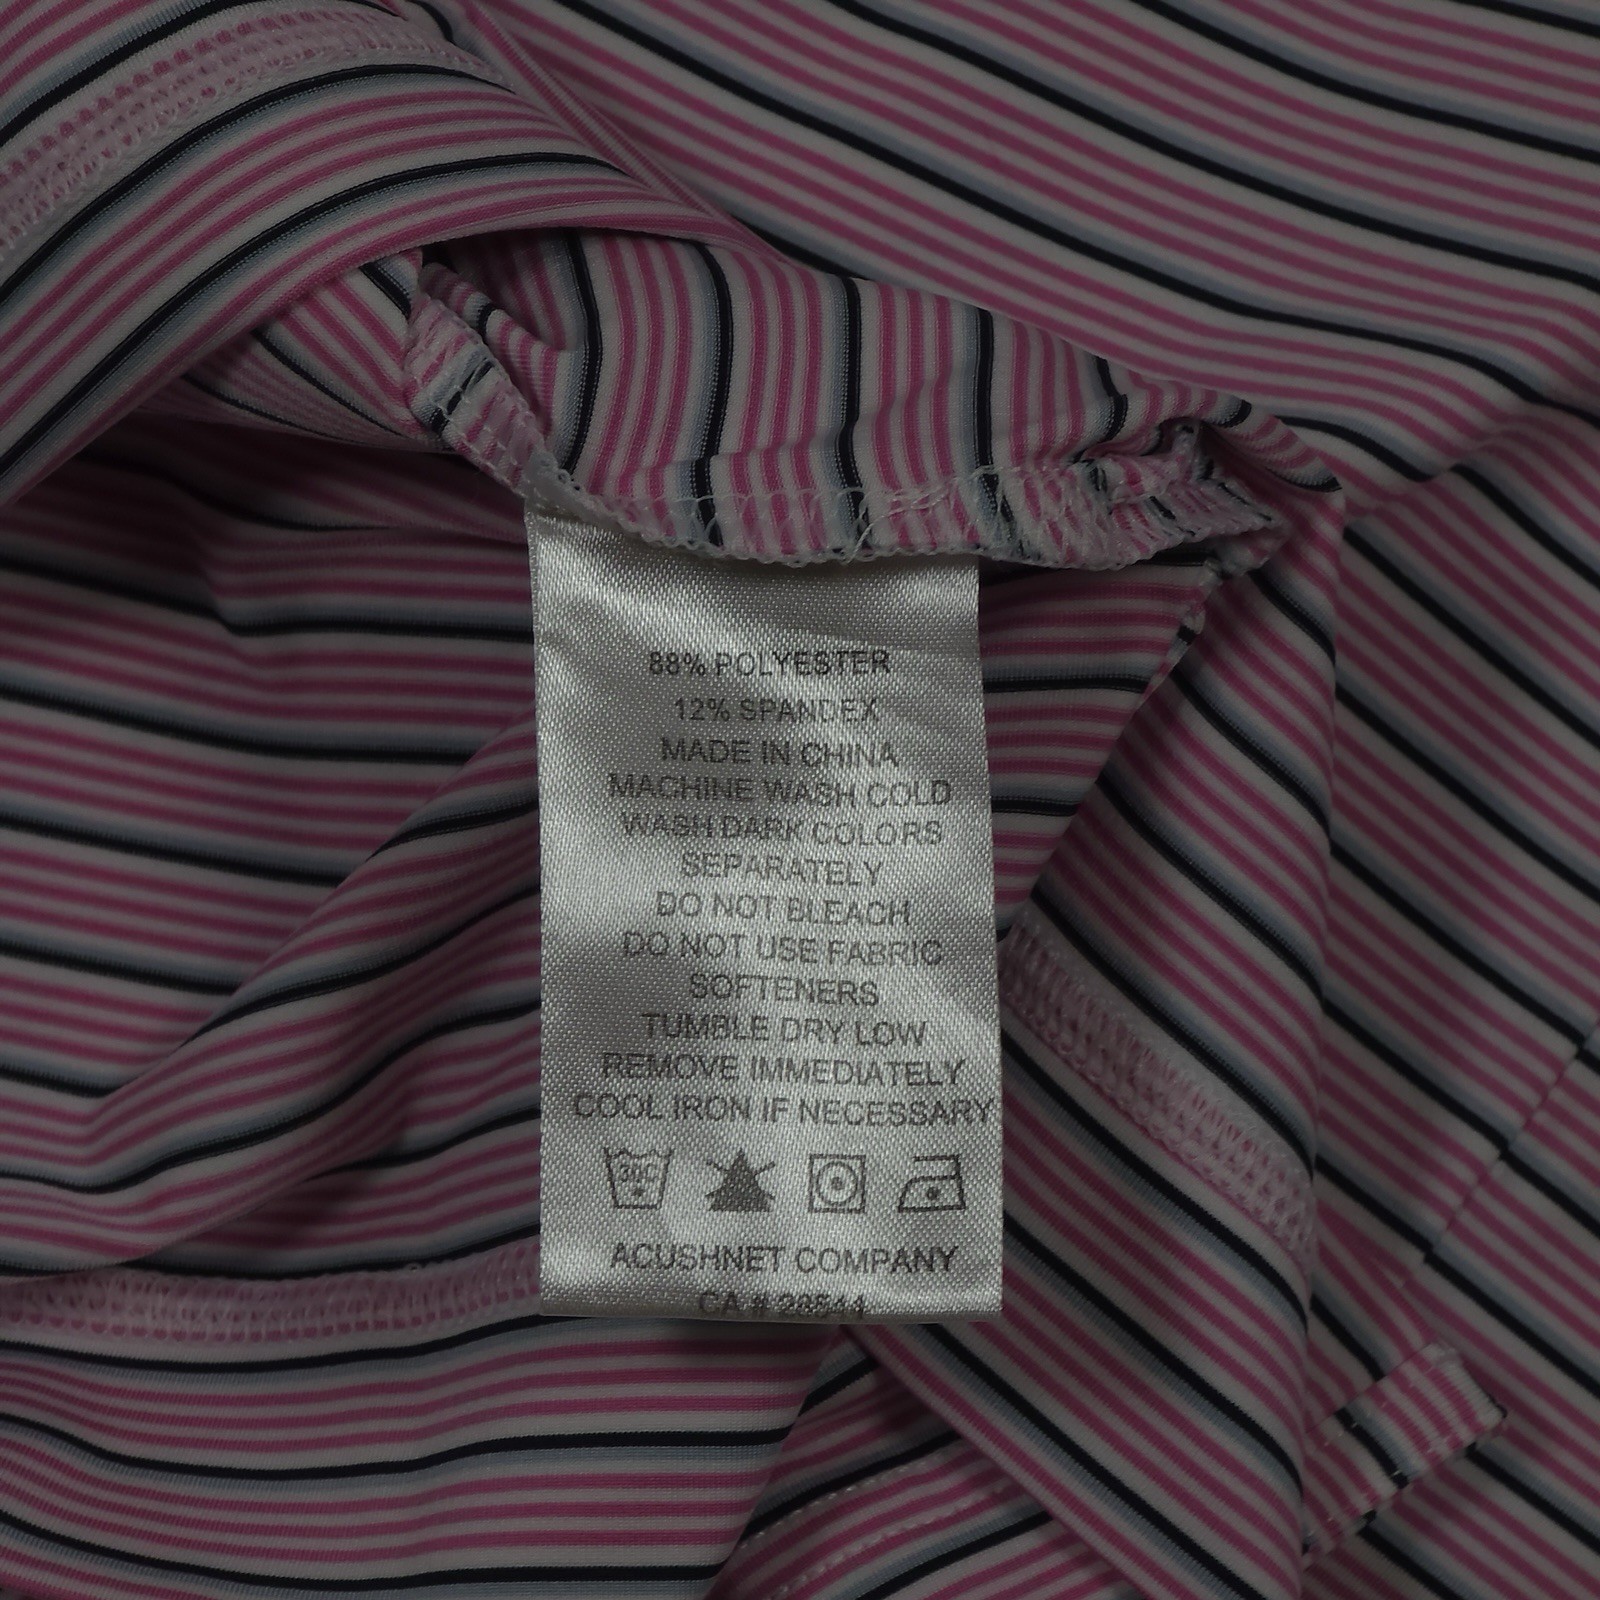 88% POLYESTER
12% SPANDEX
MADE IN CHINA
MACHINE WASH COLD
WASH DARK COLORS
SEPARATELY
DO NOT BLEACH
DO NOT USE FABRIC
SOFTENERS
TUMBLE DRY LOW
REMOVE IMMEDIATELY
COOL IRON IF NECESSARY
ACUSHNET COMPANY
CA #